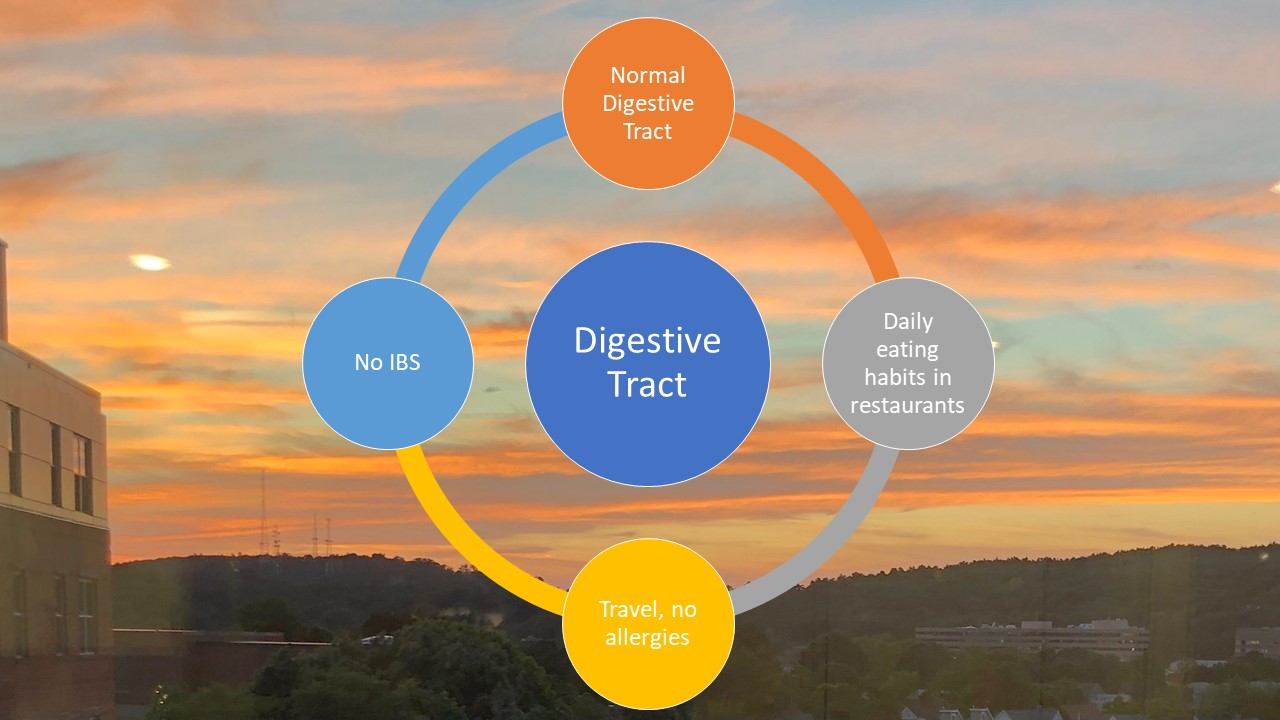 Normal
Digestive
Tract
Daily
eating
habits in
restaurants
Digestive
Tract
No IBS
Travel, no
allergies